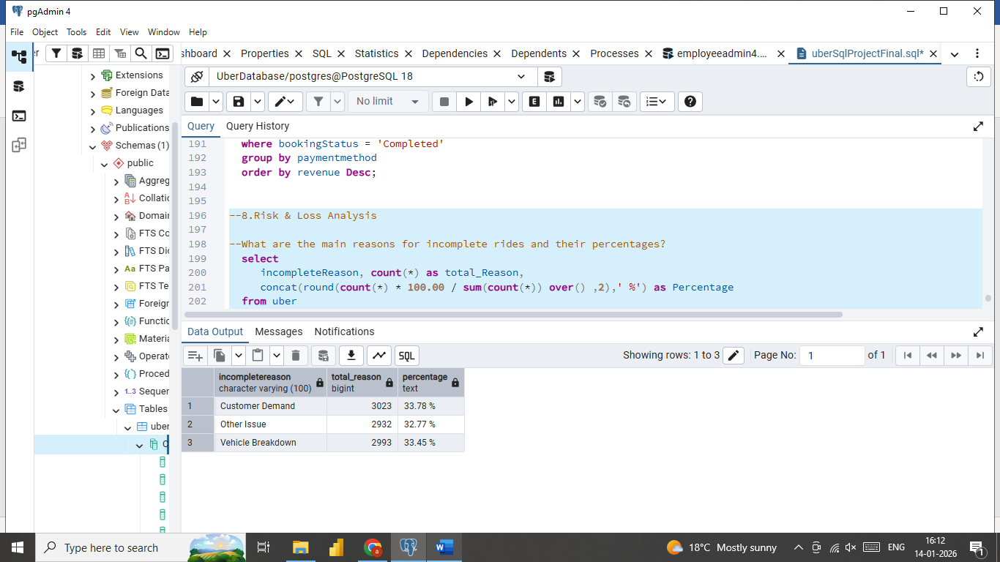 pgAdmin 4
File Object Tools Edit View Window Help
shboard Properties SQL Statistics Dependencies Dependents Processes employeeadmin4.... uberSqlProjectFinal.sql*
Extensions
Foreign Data
Languages
Publications
Schemas (1)
public
Aggreg
Collatic
Domair
FTS Co
FTS Dic
FTS Pa
FTS Te
Foreigr
Functic
Materia
Operat
Proced
Sequer
Tables
uber
UberDatabase/postgres@PostgreSQL 18
No limit
Query Query History
191 where bookingStatus = 'Completed'
192 group by paymentmethod
193 order by revenue Desc;
194
195
196 --8.Risk & Loss Analysis
197
198 --What are the main reasons for incomplete rides and their percentages?
199 select
200 incompleteReason, count(*) as total_Reason,
201 concat(round(count(*) * 100.00 / sum(count(*)) over() ,2),' %') as Percentage
202 from uber
Data Output Messages Notifications
SQL Showing rows: 1 to 3 Page No: 1 of 1
incompletereason total_reason percentage
character varying (100) bigint text
1 Customer Demand 3023 33.78 %
2 Other Issue 2932 32.77 %
3 Vehicle Breakdown 2993 33.45 %
Type here to search
18°C Mostly sunny
ENG
16:12
14-01-2026
1